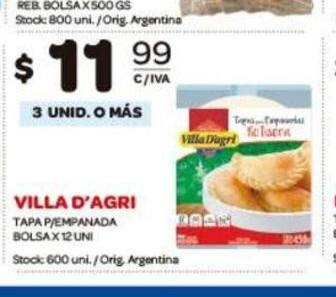 REB. BOLSA X 500 GS
Stock: 800 uni. / Orig. Argentina
$ 11 99
C/IVA
3 UNID. O MÁS
Tapas para Empanadas
Villa D'agri
VILLA D'AGRI
TAPA P/EMPANADA
BOLSA X 12 UNI
Stock: 600 uni. / Orig. Argentina